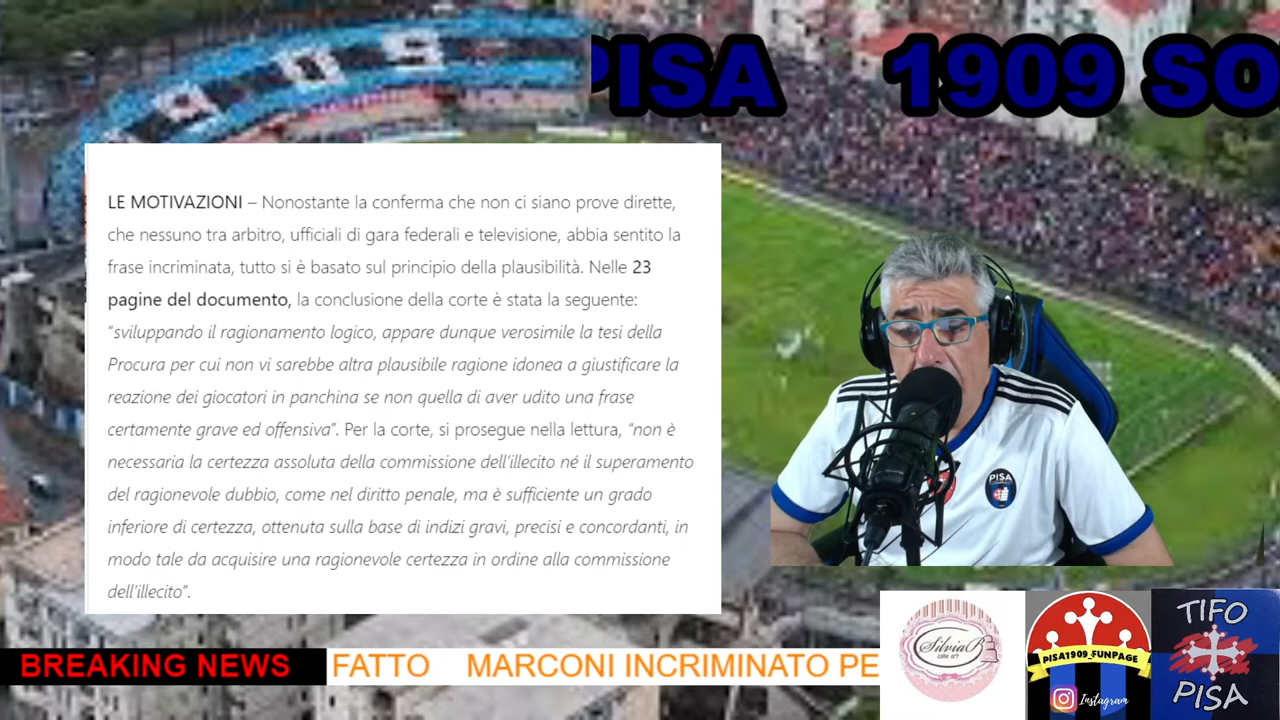 PISA 1909 SO
LE MOTIVAZIONI – Nonostante la conferma che non ci siano prove dirette,
che nessuno tra arbitro, ufficiali di gara federali e televisione, abbia sentito la
frase incriminata, tutto si è basato sul principio della plausibilità. Nelle 23
pagine del documento, la conclusione della corte è stata la seguente:
“sviluppando il ragionamento logico, appare dunque verosimile la tesi della
Procura per cui non vi sarebbe altra plausibile ragione idonea a giustificare la
reazione dei giocatori in panchina se non quella di aver udito una frase
certamente grave ed offensiva”. Per la corte, si prosegue nella lettura, “non è
necessaria la certezza assoluta della commissione dell’illecito né il superamento
del ragionevole dubbio, come nel diritto penale, ma è sufficiente un grado
inferiore di certezza, ottenuta sulla base di indizi gravi, precisi e concordanti, in
modo tale da acquisire una ragionevole certezza in ordine alla commissione
dell’illecito”.
PISA
BREAKING NEWS FATTO MARCONI INCRIMINATO PE
Silvia
cake art
PISA1909_FUNPAGE
Instagram
TIFO
PISA